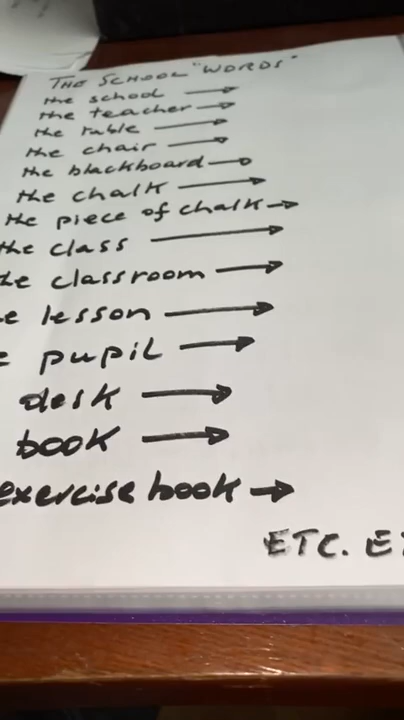 THE SCHOOL "WORDS"
the school →
the teacher →
the table →
the chair →
the blackboard →
the chalk →
the piece of chalk →
the class →
the classroom →
e lesson →
e pupil →
desk →
book →
exercise book →
ETC. E